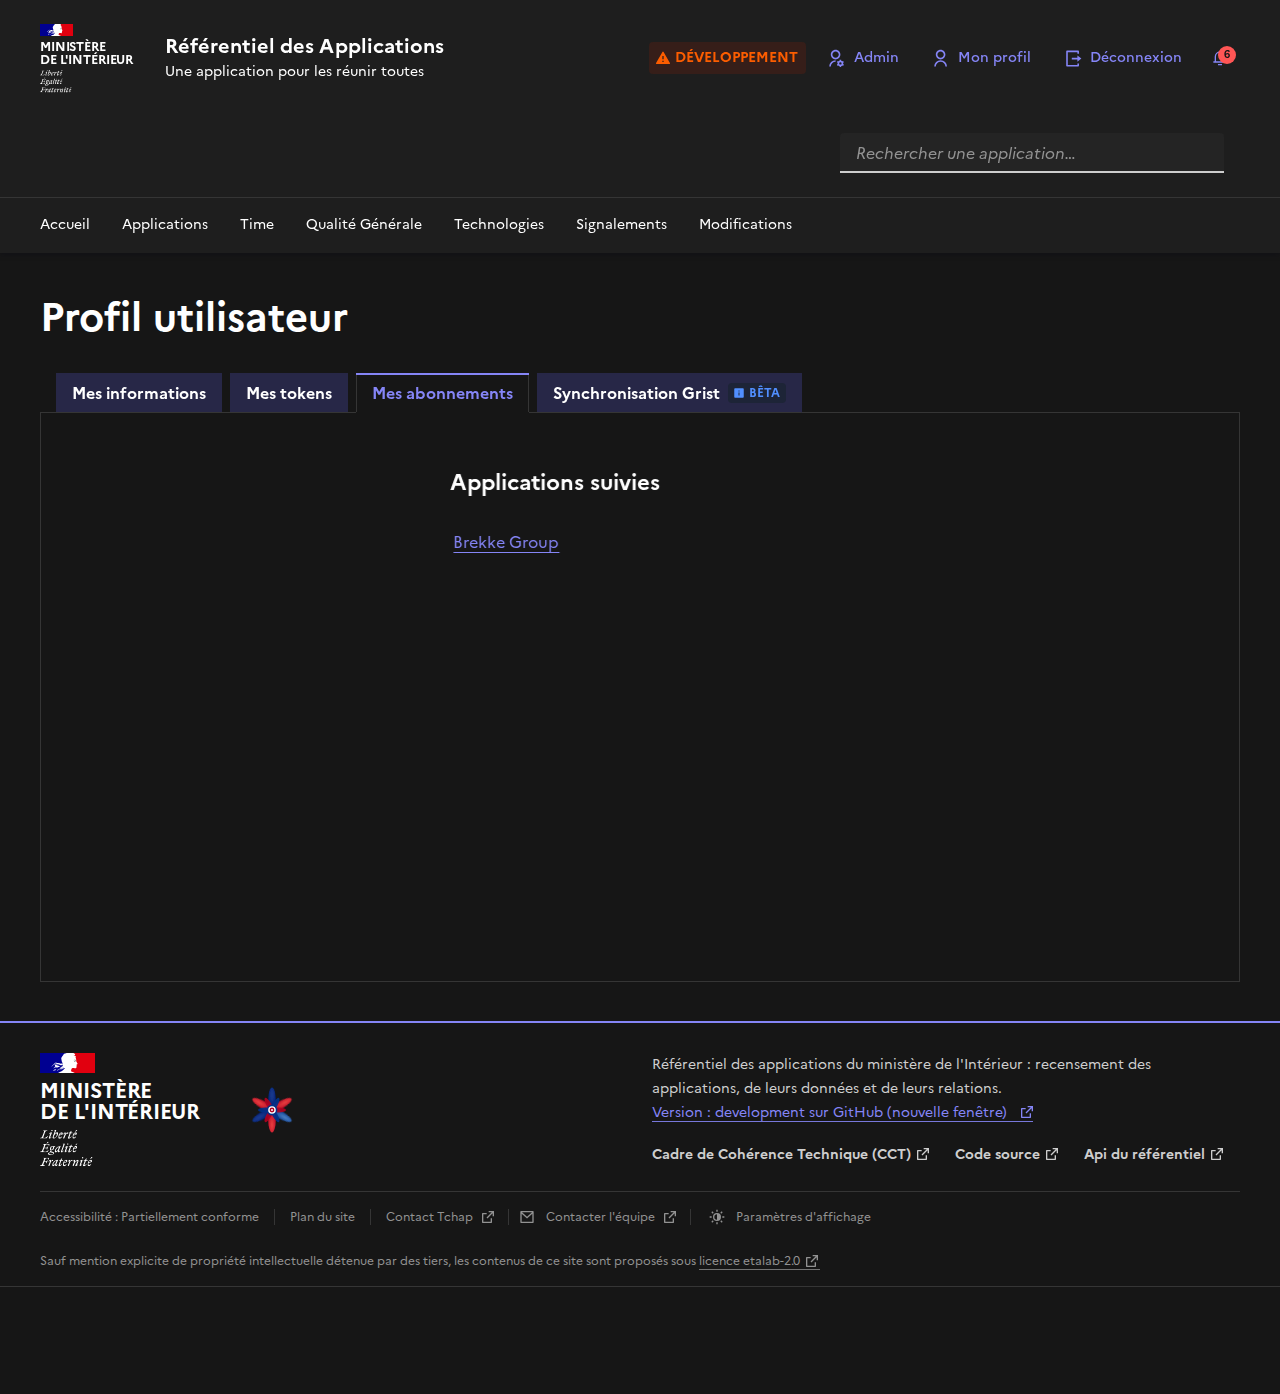 MINISTÈRE
DE L'INTÉRIEUR
Liberté
Égalité
Fraternité
Référentiel des Applications
Une application pour les réunir toutes
DÉVELOPPEMENT
Admin
Mon profil
Déconnexion
6
Rechercher une application...
Accueil
Applications
Time
Qualité Générale
Technologies
Signalements
Modifications
Profil utilisateur
Mes informations
Mes tokens
Mes abonnements
Synchronisation Grist
BÊTA
Applications suivies
Brekke Group
MINISTÈRE
DE L'INTÉRIEUR
Liberté
Égalité
Fraternité
Référentiel des applications du ministère de l'Intérieur : recensement des
applications, de leurs données et de leurs relations.
Version : development sur GitHub (nouvelle fenêtre)
Cadre de Cohérence Technique (CCT)
Code source
Api du référentiel
Accessibilité : Partiellement conforme
Plan du site
Contact Tchap
Contacter l'équipe
Paramètres d'affichage
Sauf mention explicite de propriété intellectuelle détenue par des tiers, les contenus de ce site sont proposés sous licence etalab-2.0